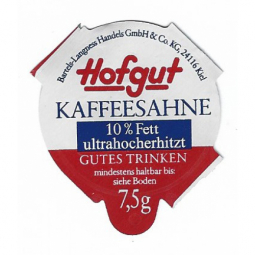 Bartels-Langness Handels GmbH & Co. KG, 24116 Kiel
Hofgut
KAFFEESAHNE
10% Fett
ultrahocherhitzt
GUTES TRINKEN
mindestens haltbar bis:
siehe Boden
7,5g